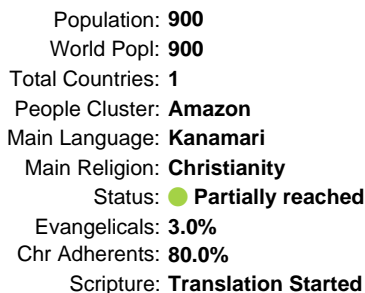 Population: 900
World Popl: 900
Total Countries: 1
People Cluster: Amazon
Main Language: Kanamari
Main Religion: Christianity
Status: Partially reached
Evangelicals: 3.0%
Chr Adherents: 80.0%
Scripture: Translation Started